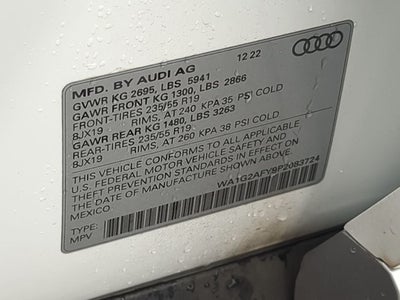 MFD. BY AUDI AG 12 22
GVWR KG 2695, LBS 5941
GAWR FRONT KG 1300, LBS 2866
FRONT-TIRES 235/55 R19
8JX19 RIMS, AT 240 KPA 35 PSI COLD
GAWR REAR KG 1480, LBS 3263
REAR-TIRES 235/55 R19
8JX19 RIMS, AT 260 KPA 38 PSI COLD
THIS VEHICLE CONFORMS TO ALL APPLICABLE
U.S. FEDERAL MOTOR VEHICLE SAFETY AND
THEFT PREVENTION STANDARDS IN EFFECT ON
THE DATE OF MANUFACTURE SHOWN ABOVE.
MEXICO
WA1G2AFY9P2083724
TYPE:
MPV